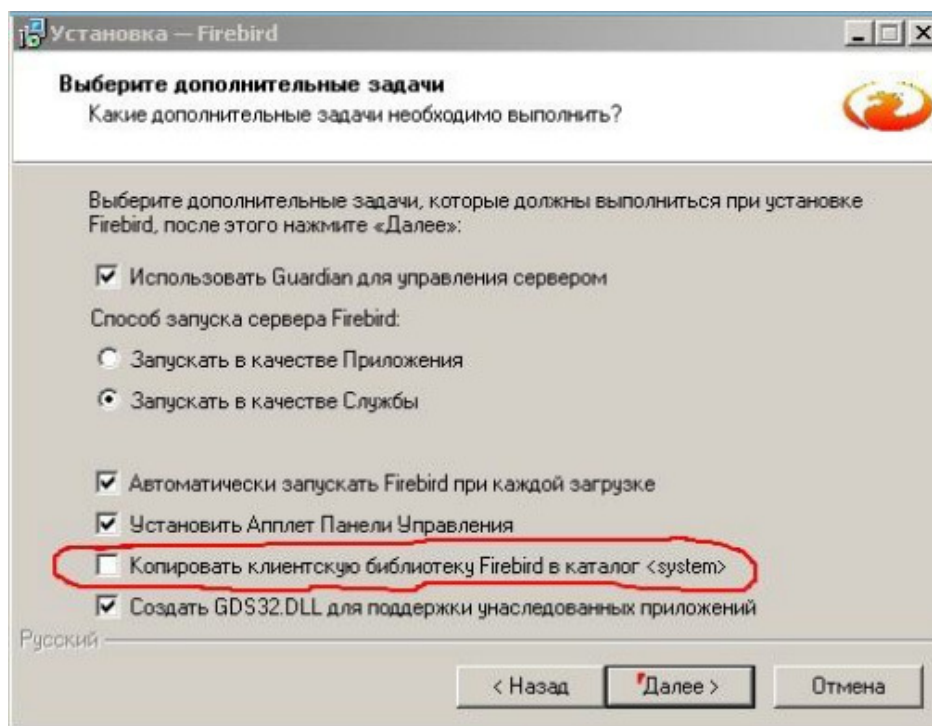 Установка — Firebird
Выберите дополнительные задачи
Какие дополнительные задачи необходимо выполнить?
Выберите дополнительные задачи, которые должны выполниться при установке
Firebird, после этого нажмите «Далее»:
Использовать Guardian для управления сервером
Способ запуска сервера Firebird:
Запускать в качестве Приложения
Запускать в качестве Службы
Автоматически запускать Firebird при каждой загрузке
Установить Апплет Панели Управления
Копировать клиентскую библиотеку Firebird в каталог <system>
Создать GDS32.DLL для поддержки унаследованных приложений
Русский
< Назад
Далее >
Отмена